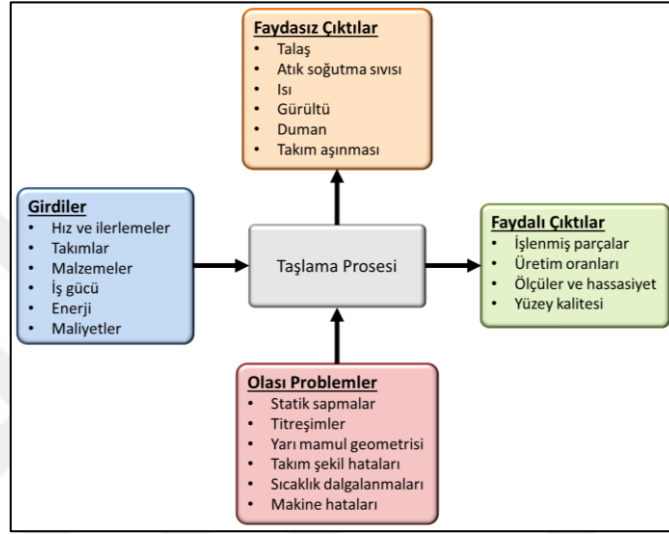 Faydasız Çıktılar
• Talaş
• Atık soğutma sıvısı
• Isı
• Gürültü
• Duman
• Takım aşınması
Girdiler
• Hız ve ilerlemeler
• Takımlar
• Malzemeler
• İş gücü
• Enerji
• Maliyetler
Taşlama Prosesi
Faydalı Çıktılar
• İşlenmiş parçalar
• Üretim oranları
• Ölçüler ve hassasiyet
• Yüzey kalitesi
Olası Problemler
• Statik sapmalar
• Titreşimler
• Yarı mamul geometrisi
• Takım şekil hataları
• Sıcaklık dalgalanmaları
• Makine hataları